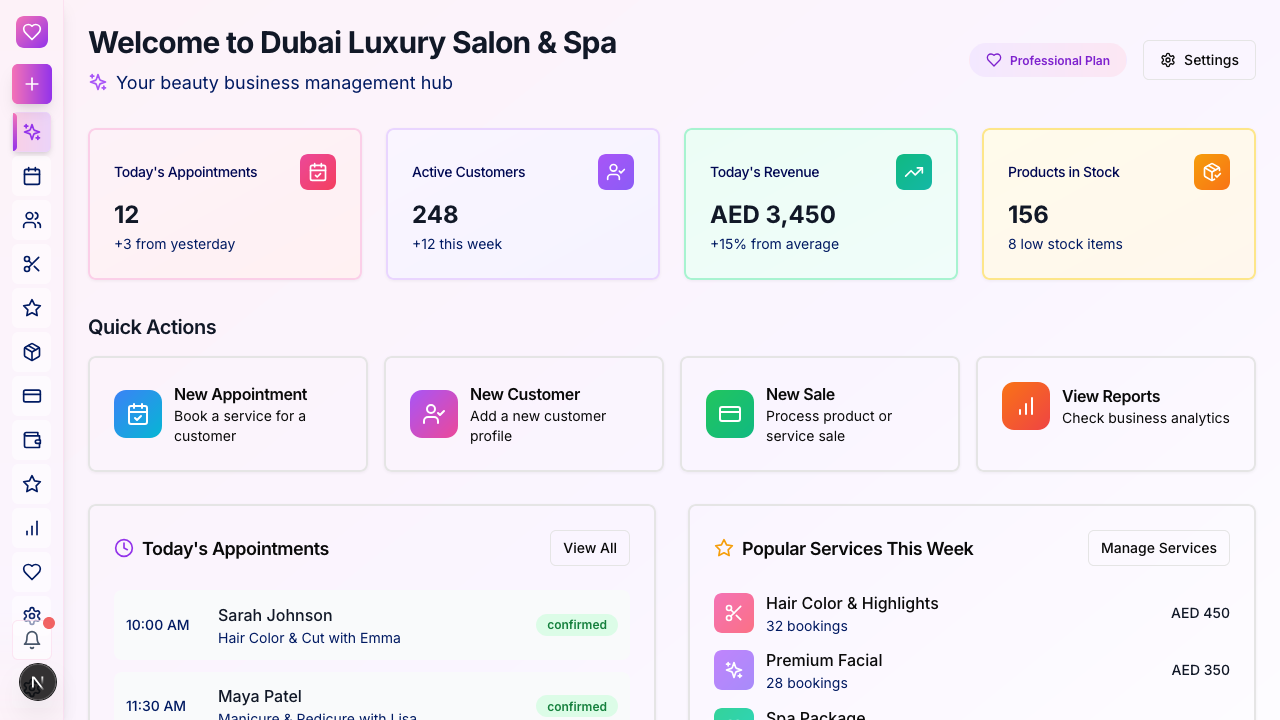 Welcome to Dubai Luxury Salon & Spa
Your beauty business management hub
Professional Plan
Settings
Today's Appointments
12
+3 from yesterday
Active Customers
248
+12 this week
Today's Revenue
AED 3,450
+15% from average
Products in Stock
156
8 low stock items
Quick Actions
New Appointment
Book a service for a
customer
New Customer
Add a new customer
profile
New Sale
Process product or
service sale
View Reports
Check business analytics
Today's Appointments
View All
10:00 AM
Sarah Johnson
Hair Color & Cut with Emma
confirmed
11:30 AM
Maya Patel
Manicure & Pedicure with Lisa
confirmed
Popular Services This Week
Manage Services
Hair Color & Highlights
32 bookings
AED 450
Premium Facial
28 bookings
AED 350
Spa Package
N